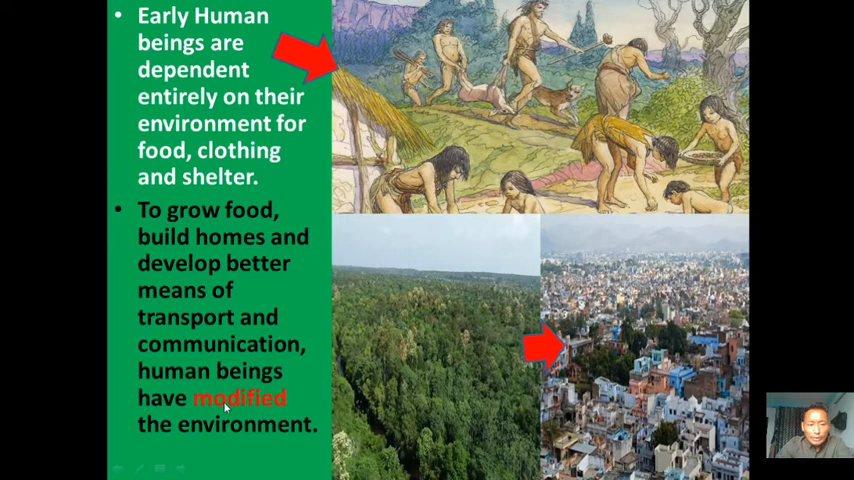 • Early Human
beings are
dependent
entirely on their
environment for
food, clothing
and shelter.
• To grow food,
build homes and
develop better
means of
transport and
communication,
human beings
have modified
the environment.